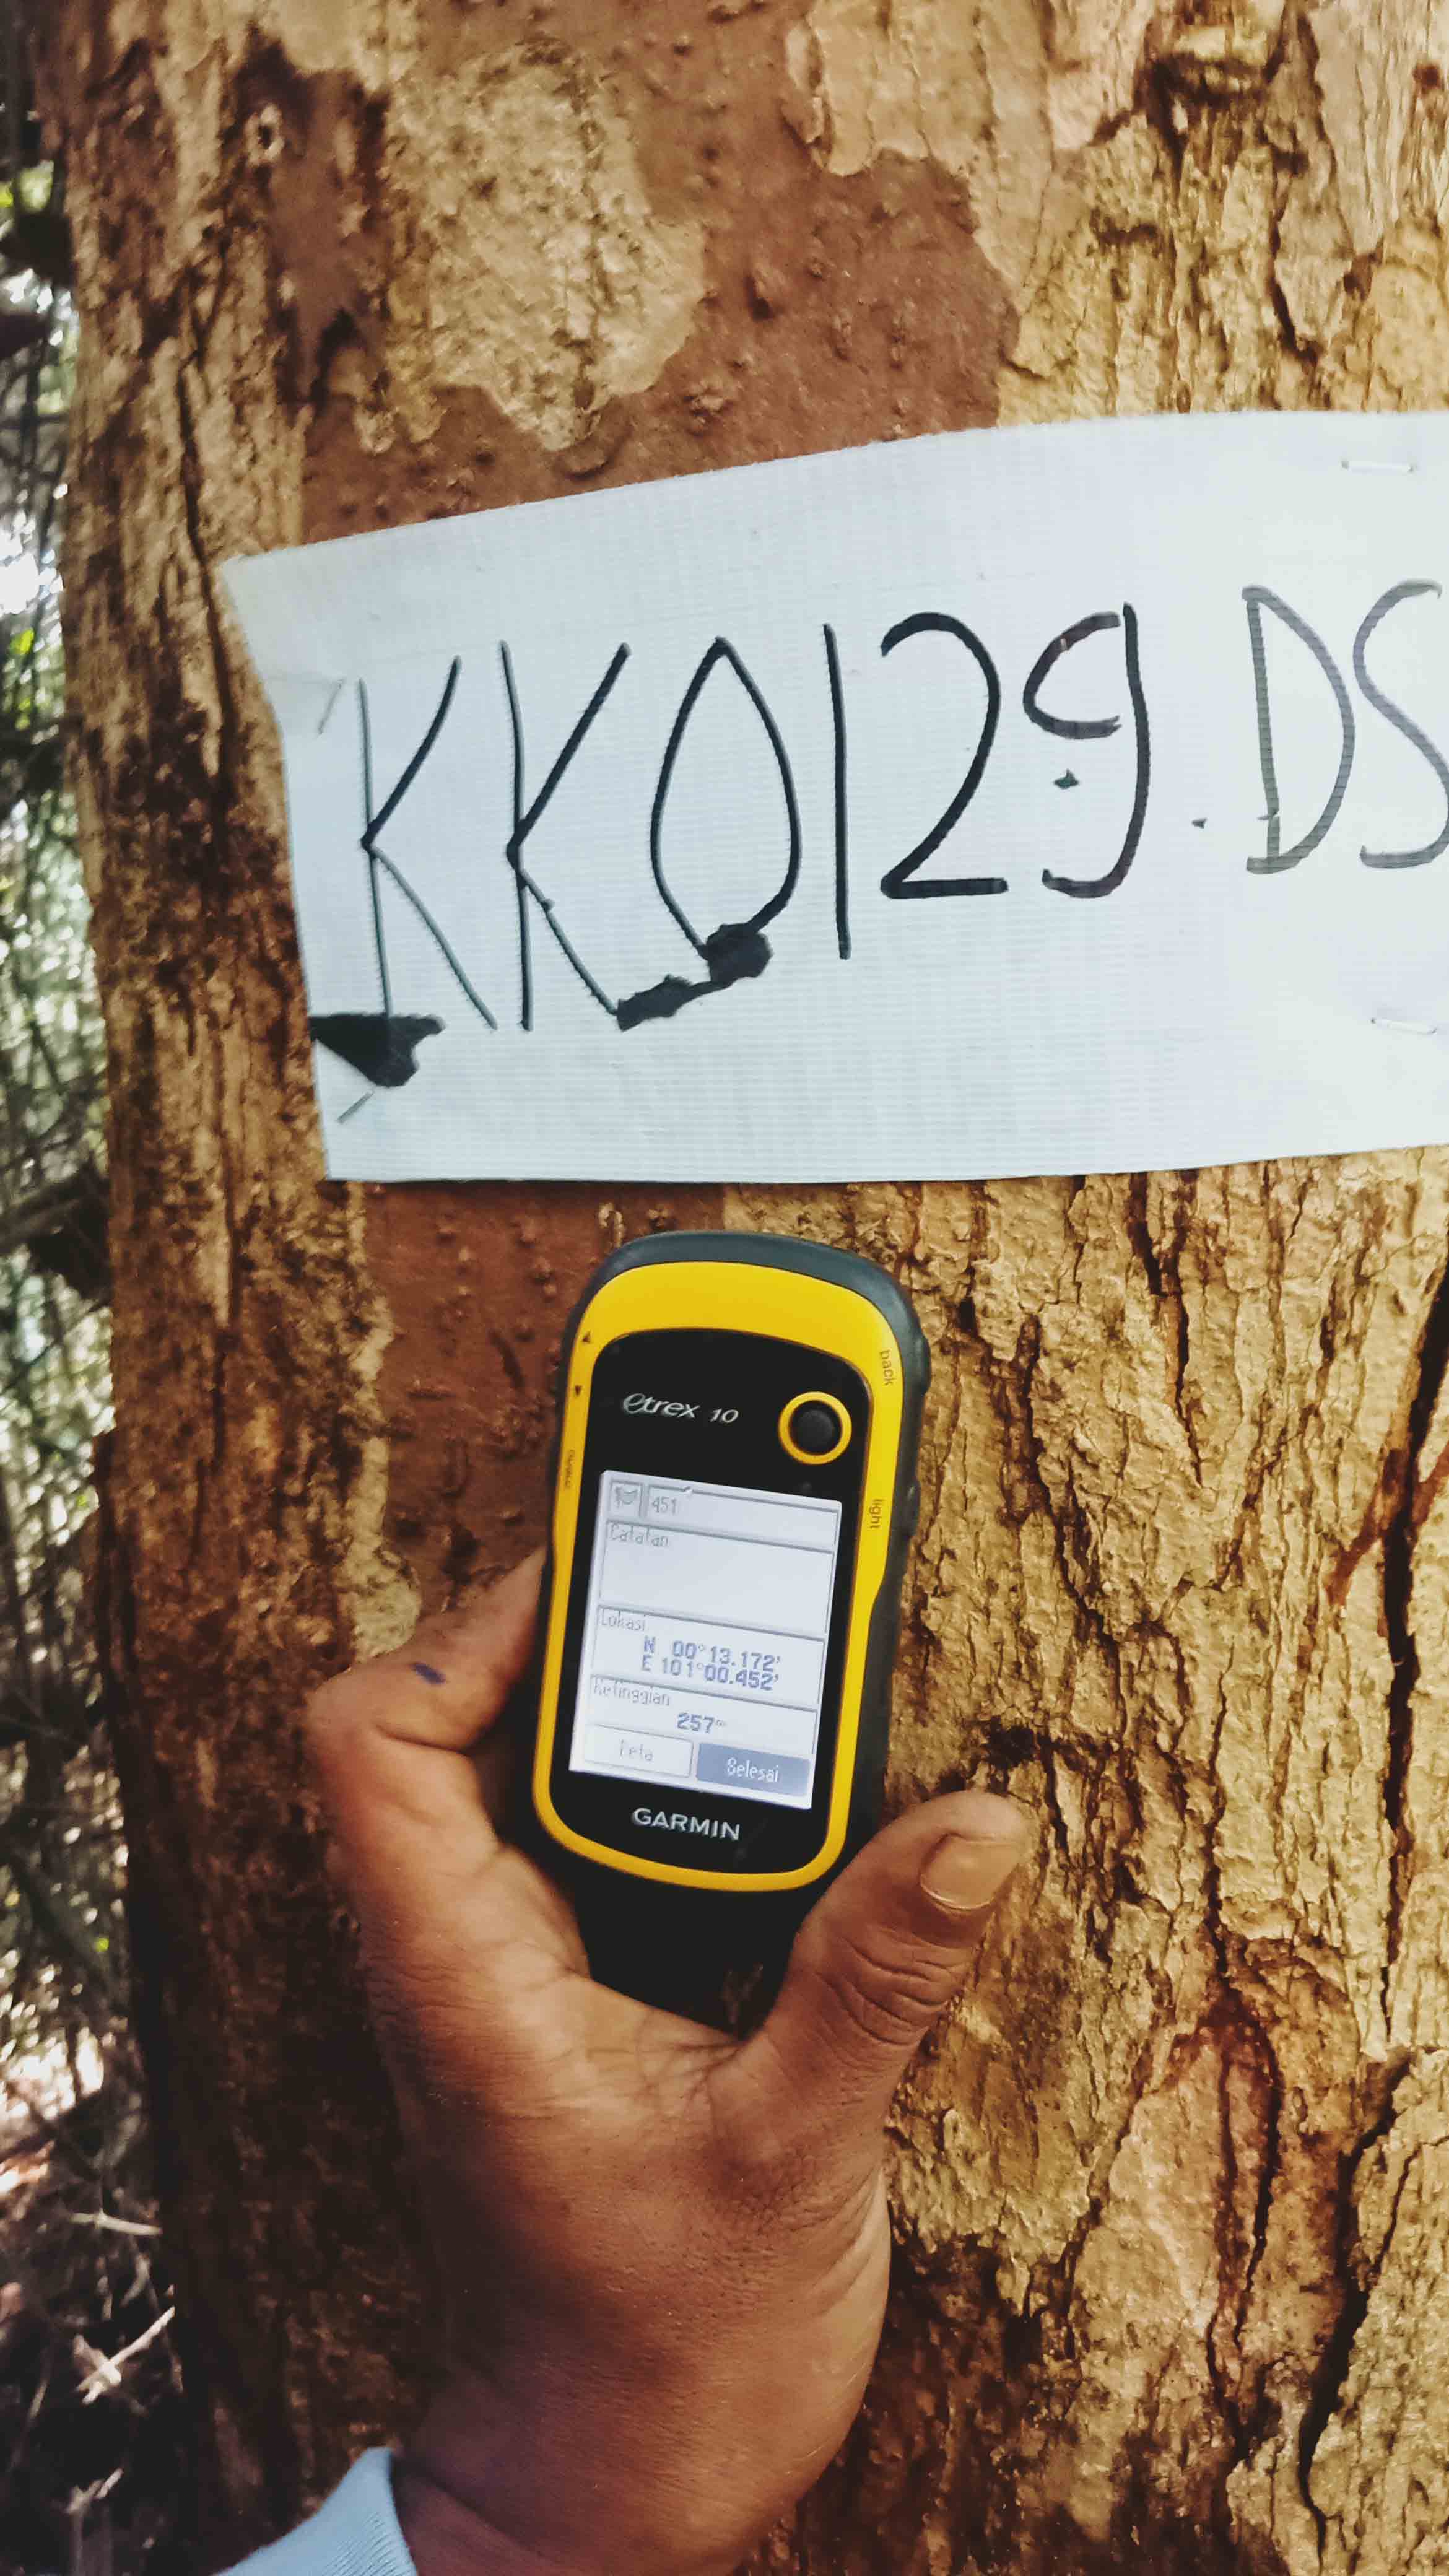 KK0129.DS
etrex 10
back
light
451
Catatan
Lokasi
N 00°13.172'
E 101°00.452'
Ketinggian
257m
Peta
Selesai
GARMIN